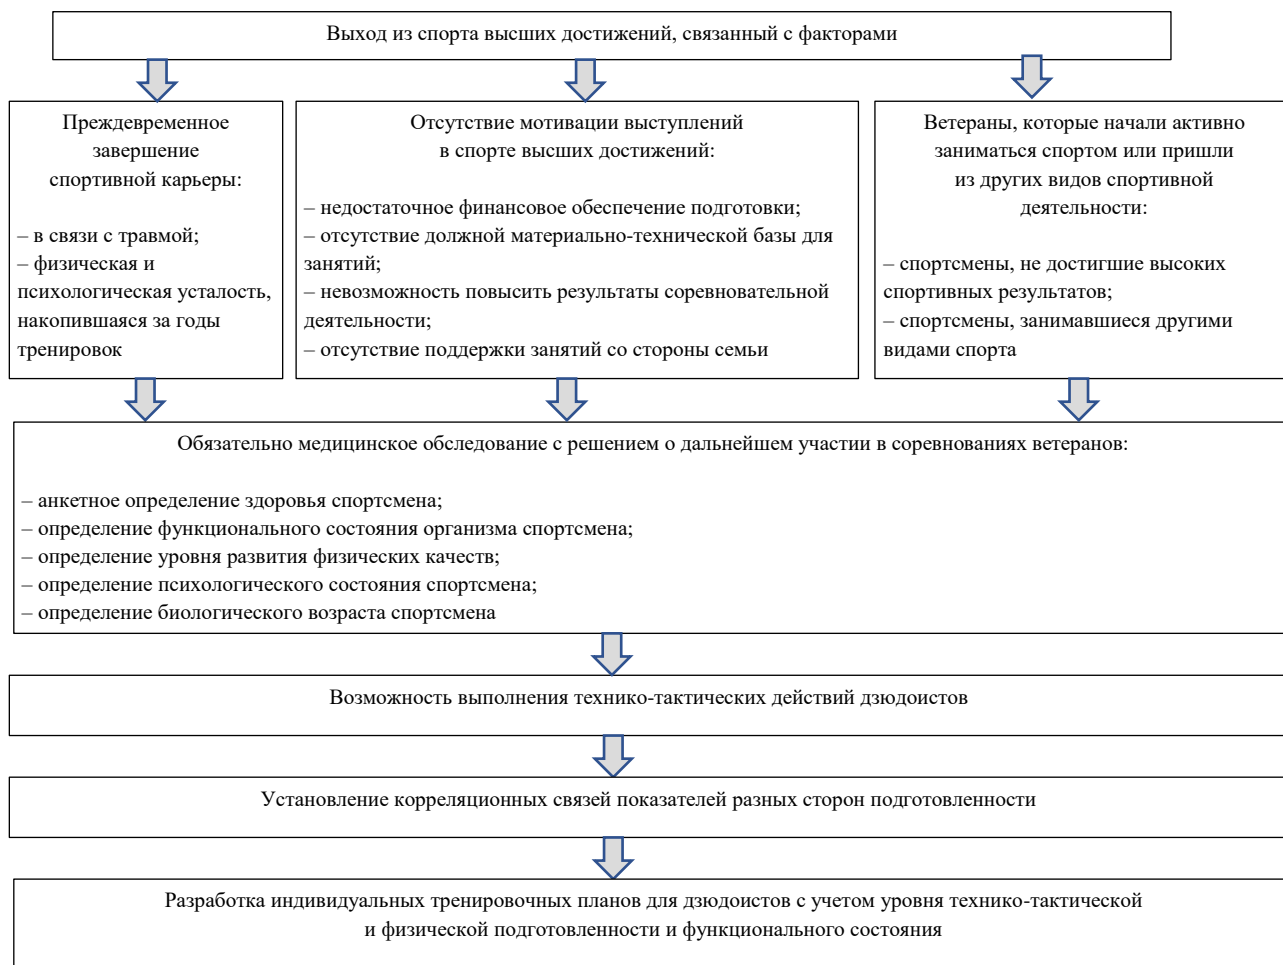 Выход из спорта высших достижений, связанный с факторами
Преждевременное
завершение
спортивной карьеры:
– в связи с травмой;
– физическая и
психологическая усталость,
накопившаяся за годы
тренировок
Отсутствие мотивации выступлений
в спорте высших достижений:
– недостаточное финансовое обеспечение подготовки;
– отсутствие должной материально-технической базы для
занятий;
– невозможность повысить результаты соревновательной
деятельности;
– отсутствие поддержки занятий со стороны семьи
Ветераны, которые начали активно
заниматься спортом или пришли
из других видов спортивной
деятельности:
– спортсмены, не достигшие высоких
спортивных результатов;
– спортсмены, занимавшиеся другими
видами спорта
Обязательно медицинское обследование с решением о дальнейшем участии в соревнованиях ветеранов:
– анкетное определение здоровья спортсмена;
– определение функционального состояния организма спортсмена;
– определение уровня развития физических качеств;
– определение психологического состояния спортсмена;
– определение биологического возраста спортсмена
Возможность выполнения технико-тактических действий дзюдоистов
Установление корреляционных связей показателей разных сторон подготовленности
Разработка индивидуальных тренировочных планов для дзюдоистов с учетом уровня технико-тактической
и физической подготовленности и функционального состояния